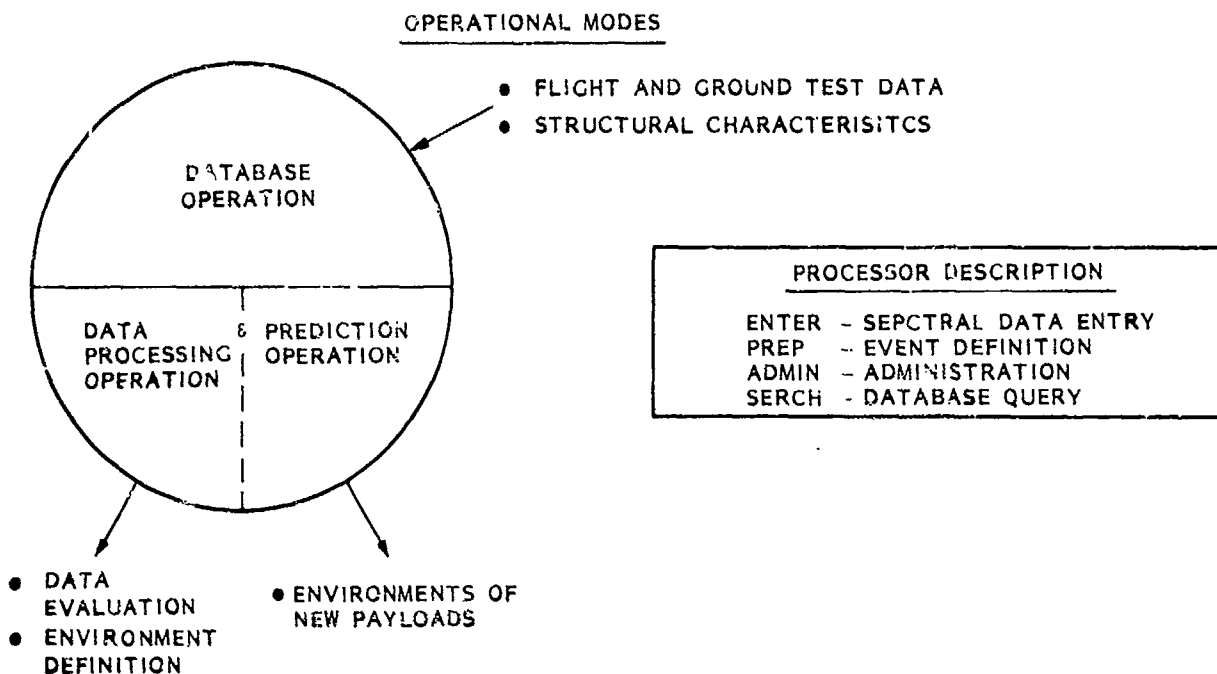 OPERATIONAL MODES
• FLIGHT AND GROUND TEST DATA
• STRUCTURAL CHARACTERISITCS
DATABASE
OPERATION
DATA
PROCESSING
OPERATION
& PREDICTION
OPERATION
PROCESSOR DESCRIPTION
ENTER - SEPCTRAL DATA ENTRY
PREP - EVENT DEFINITION
ADMIN - ADMINISTRATION
SERCH - DATABASE QUERY
• DATA
EVALUATION
• ENVIRONMENT
DEFINITION
• ENVIRONMENTS OF
NEW PAYLOADS